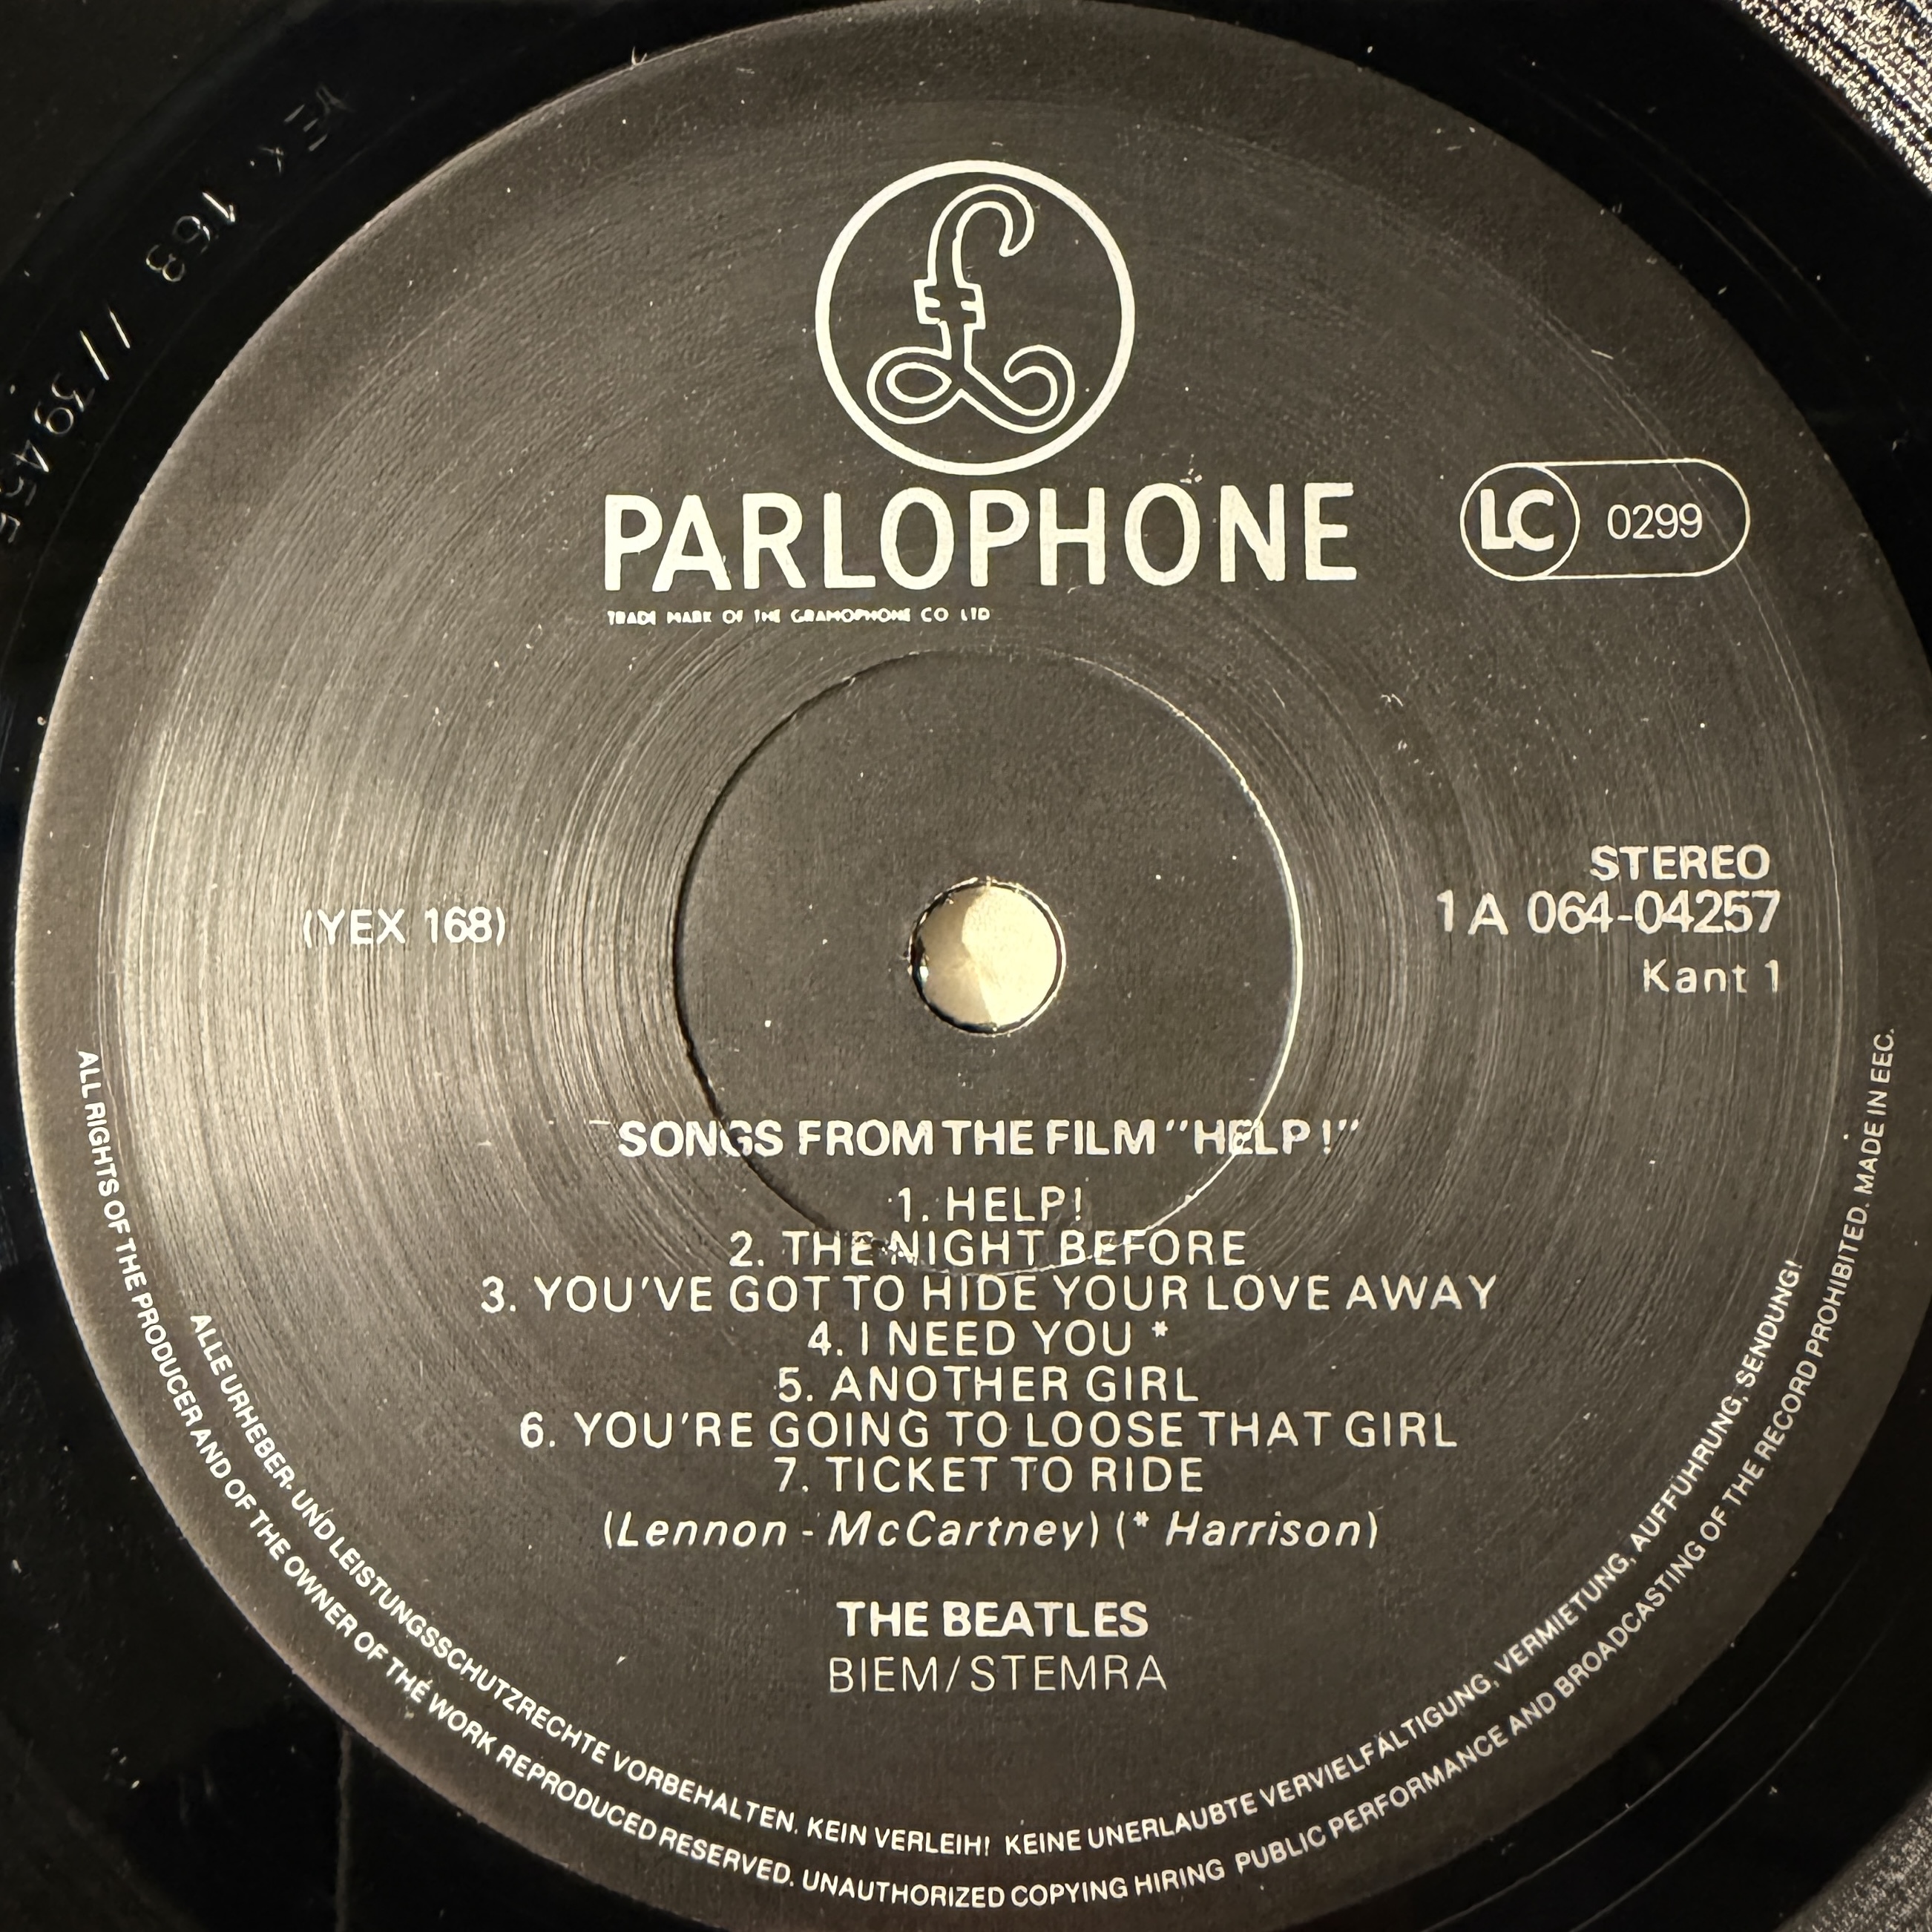 PARLOPHONE
TRADE MARK OF THE GRAMOPHONE CO LTD
LC 0299
STEREO
1A 064-04257
Kant 1
(YEX 168)
SONGS FROM THE FILM "HELP!"
1. HELP!
2. THE NIGHT BEFORE
3. YOU'VE GOT TO HIDE YOUR LOVE AWAY
4. I NEED YOU *
5. ANOTHER GIRL
6. YOU'RE GOING TO LOOSE THAT GIRL
7. TICKET TO RIDE
(Lennon - McCartney) (* Harrison)
THE BEATLES
BIEM/STEMRA
ALLE URHEBER- UND LEISTUNGSSCHUTZRECHTE VORBEHALTEN. KEIN VERLEIH! KEINE UNERLAUBTE VERVIELFÄLTIGUNG, VERMIETUNG, AUFFÜHRUNG, SENDUNG!
ALL RIGHTS OF THE PRODUCER AND OF THE OWNER OF THE WORK REPRODUCED RESERVED. UNAUTHORIZED COPYING HIRING PUBLIC PERFORMANCE AND BROADCASTING OF THE RECORD PROHIBITED. MADE IN EEC.